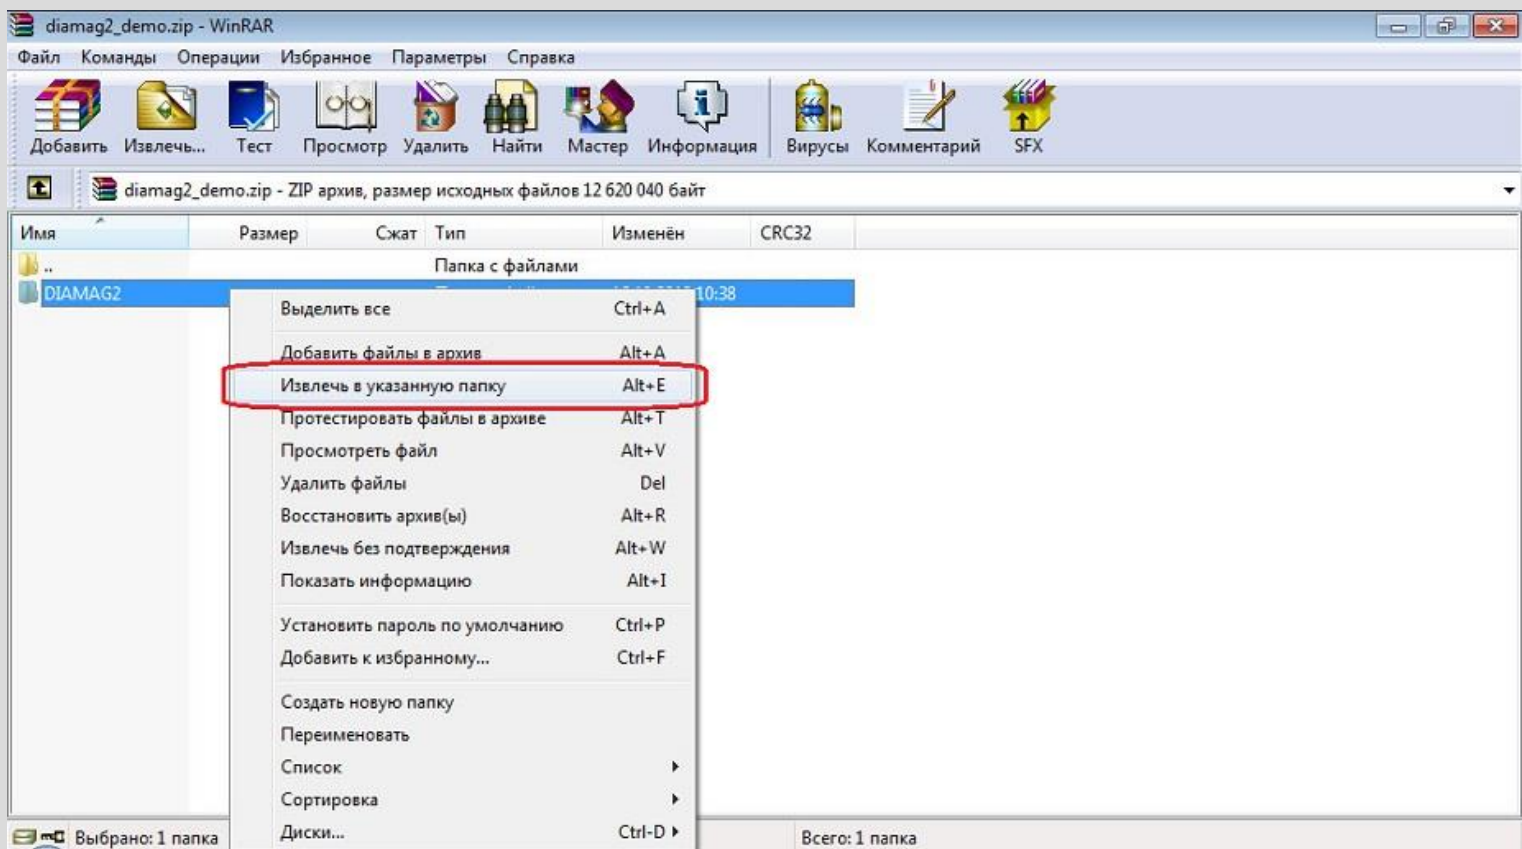 diamag2_demo.zip - WinRAR
Файл Команды Операции Избранное Параметры Справка
Добавить Извлечь... Тест Просмотр Удалить Найти Мастер Информация Вирусы Комментарий SFX
diamag2_demo.zip - ZIP архив, размер исходных файлов 12 620 040 байт
Имя Размер Сжат Тип Изменён CRC32
.. Папка с файлами
DIAMAG2 10:38
Выделить все Ctrl+A
Добавить файлы в архив Alt+A
Извлечь в указанную папку Alt+E
Протестировать файлы в архиве Alt+T
Просмотреть файл Alt+V
Удалить файлы Del
Восстановить архив(ы) Alt+R
Извлечь без подтверждения Alt+W
Показать информацию Alt+I
Установить пароль по умолчанию Ctrl+P
Добавить к избранному... Ctrl+F
Создать новую папку
Переименовать
Список
Сортировка
Диски... Ctrl-D
Выбрано: 1 папка Всего: 1 папка